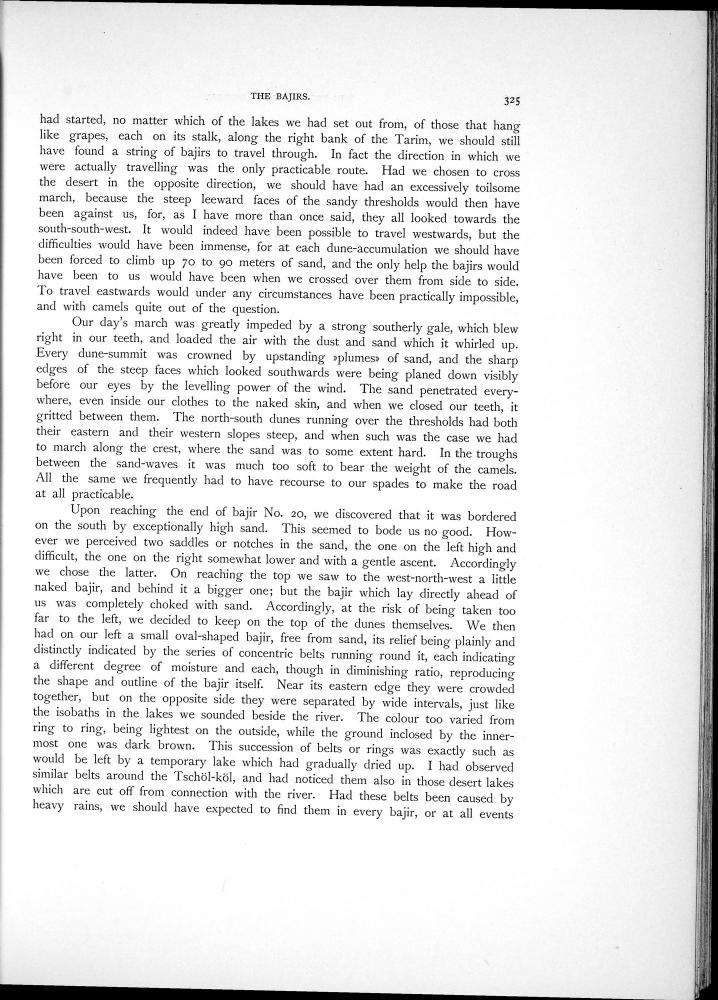 THE BAJIRS.
325
had started, no matter which of the lakes we had set out from, of those that hang
like grapes, each on its stalk, along the right bank of the Tarim, we should still
have found a string of bajirs to travel through. In fact the direction in which we
were actually travelling was the only practicable route. Had we chosen to cross
the desert in the opposite direction, we should have had an excessively toilsome
march, because the steep leeward faces of the sandy thresholds would then have
been against us, for, as I have more than once said, they all looked towards the
south-south-west. It would indeed have been possible to travel westwards, but the
difficulties would have been immense, for at each dune-accumulation we should have
been forced to climb up 70 to 90 meters of sand, and the only help the bajirs would
have been to us would have been when we crossed over them from side to side.
To travel eastwards would under any circumstances have been practically impossible,
and with camels quite out of the question.
Our day's march was greatly impeded by a strong southerly gale, which blew
right in our teeth, and loaded the air with the dust and sand which it whirled up.
Every dune-summit was crowned by upstanding »plumes» of sand, and the sharp
edges of the steep faces which looked southwards were being planed down visibly
before our eyes by the levelling power of the wind. The sand penetrated every-
where, even inside our clothes to the naked skin, and when we closed our teeth, it
gritted between them. The north-south dunes running over the thresholds had both
their eastern and their western slopes steep, and when such was the case we had
to march along the crest, where the sand was to some extent hard. In the troughs
between the sand-waves it was much too soft to bear the weight of the camels.
All the same we frequently had to have recourse to our spades to make the road
at all practicable.
Upon reaching the end of bajir No. 20, we discovered that it was bordered
on the south by exceptionally high sand. This seemed to bode us no good. How-
ever we perceived two saddles or notches in the sand, the one on the left high and
difficult, the one on the right somewhat lower and with a gentle ascent. Accordingly
we chose the latter. On reaching the top we saw to the west-north-west a little
naked bajir, and behind it a bigger one; but the bajir which lay directly ahead of
us was completely choked with sand. Accordingly, at the risk of being taken too
far to the left, we decided to keep on the top of the dunes themselves. We then
had on our left a small oval-shaped bajir, free from sand, its relief being plainly and
distinctly indicated by the series of concentric belts running round it, each indicating
a different degree of moisture and each, though in diminishing ratio, reproducing
the shape and outline of the bajir itself. Near its eastern edge they were crowded
together, but on the opposite side they were separated by wide intervals, just like
the isobaths in the lakes we sounded beside the river. The colour too varied from
ring to ring, being lightest on the outside, while the ground inclosed by the inner-
most one was dark brown. This succession of belts or rings was exactly such as
would be left by a temporary lake which had gradually dried up. I had observed
similar belts around the Tschöl-köl, and had noticed them also in those desert lakes
which are cut off from connection with the river. Had these belts been caused by
heavy rains, we should have expected to find them in every bajir, or at all events